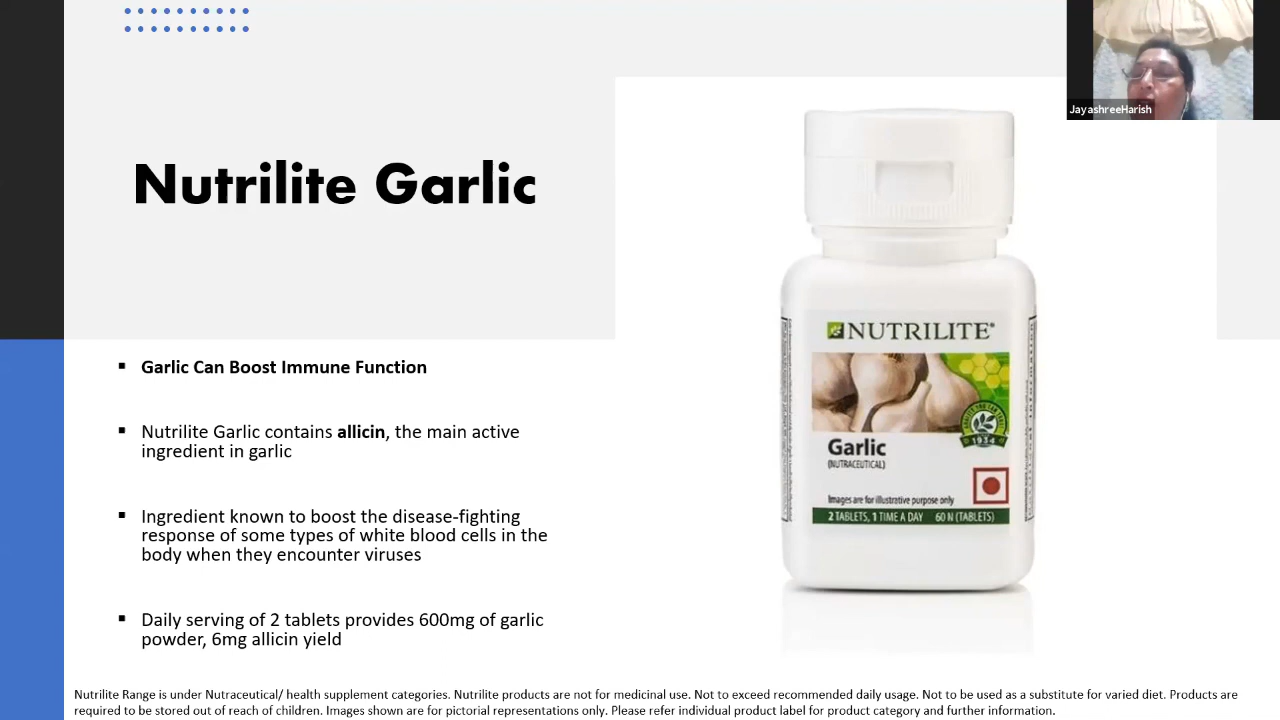 JayashreeHarish
Nutrilite Garlic
Garlic Can Boost Immune Function
Nutrilite Garlic contains allicin, the main active
ingredient in garlic
Ingredient known to boost the disease-fighting
response of some types of white blood cells in the
body when they encounter viruses
Daily serving of 2 tablets provides 600mg of garlic
powder, 6mg allicin yield
NUTRILITE®
1934
Garlic
(NUTRACEUTICAL)
Images are for illustrative purpose only
2 TABLETS, 1 TIME A DAY 60 N (TABLETS)
Nutrilite Range is under Nutraceutical/ health supplement categories. Nutrilite products are not for medicinal use. Not to exceed recommended daily usage. Not to be used as a substitute for varied diet. Products are
required to be stored out of reach of children. Images shown are for pictorial representations only. Please refer individual product label for product category and further information.